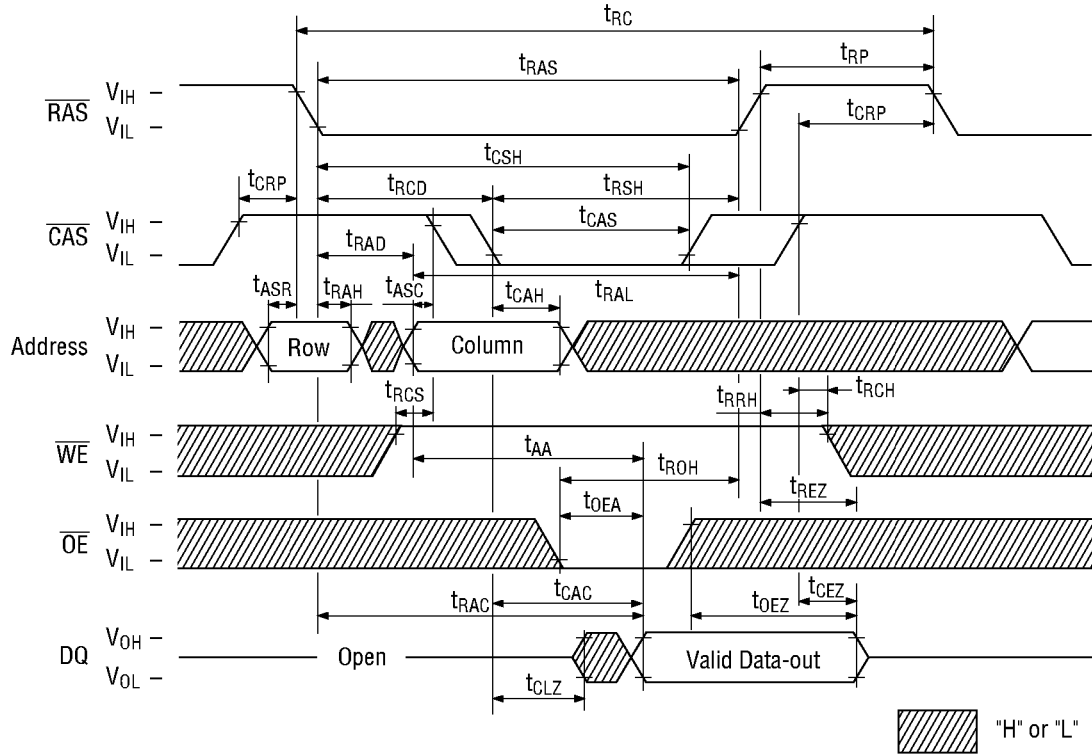 tRC
tRAS
tRP
RAS
VIH –
VIL –
tCRP
tCSH
tCRP
tRCD
tRSH
CAS
VIH –
VIL –
tCAS
tRAD
tRAL
tASR
tRAH
tASC
tCAH
Address
VIH –
VIL –
Row
Column
tRCS
tRRH
tRCH
WE
VIH –
VIL –
tAA
tROH
tREZ
tOEA
OE
VIH –
VIL –
tCAC
tCEZ
tRAC
tOEZ
DQ
VOH –
VOL –
Open
Valid Data-out
tCLZ
"H" or "L"